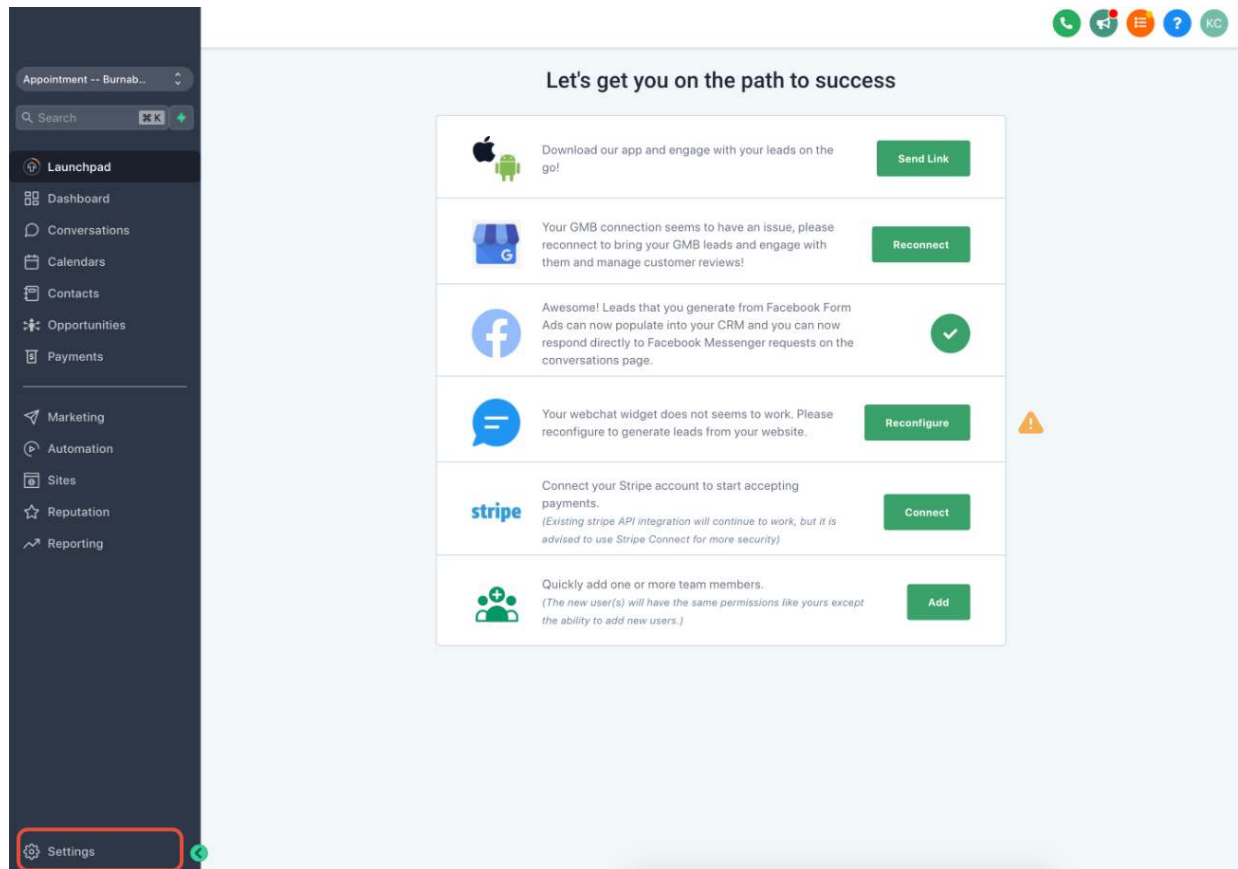 KC
Appointment -- Burnab...
Search ⌘ K
Launchpad
Dashboard
Conversations
Calendars
Contacts
Opportunities
Payments
Marketing
Automation
Sites
Reputation
Reporting
Settings
Let's get you on the path to success
Download our app and engage with your leads on the
go!
Send Link
G
Your GMB connection seems to have an issue, please
reconnect to bring your GMB leads and engage with
them and manage customer reviews!
Reconnect
Awesome! Leads that you generate from Facebook Form
Ads can now populate into your CRM and you can now
respond directly to Facebook Messenger requests on the
conversations page.
Your webchat widget does not seems to work. Please
reconfigure to generate leads from your website.
Reconfigure
stripe
Connect your Stripe account to start accepting
payments.
(Existing stripe API integration will continue to work, but it is
advised to use Stripe Connect for more security)
Connect
Quickly add one or more team members.
(The new user(s) will have the same permissions like yours except
the ability to add new users.)
Add